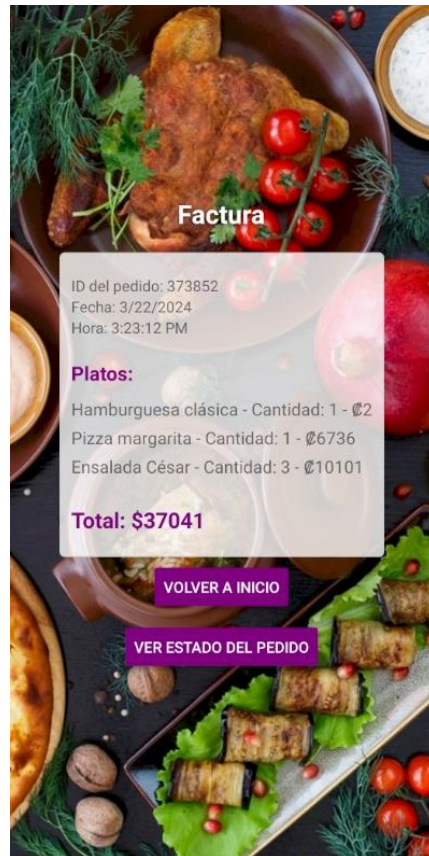 Factura
ID del pedido: 373852
Fecha: 3/22/2024
Hora: 3:23:12 PM
Platos:
Hamburguesa clásica - Cantidad: 1 - ₡2
Pizza margarita - Cantidad: 1 - ₡6736
Ensalada César - Cantidad: 3 - ₡10101
Total: $37041
VOLVER A INICIO
VER ESTADO DEL PEDIDO